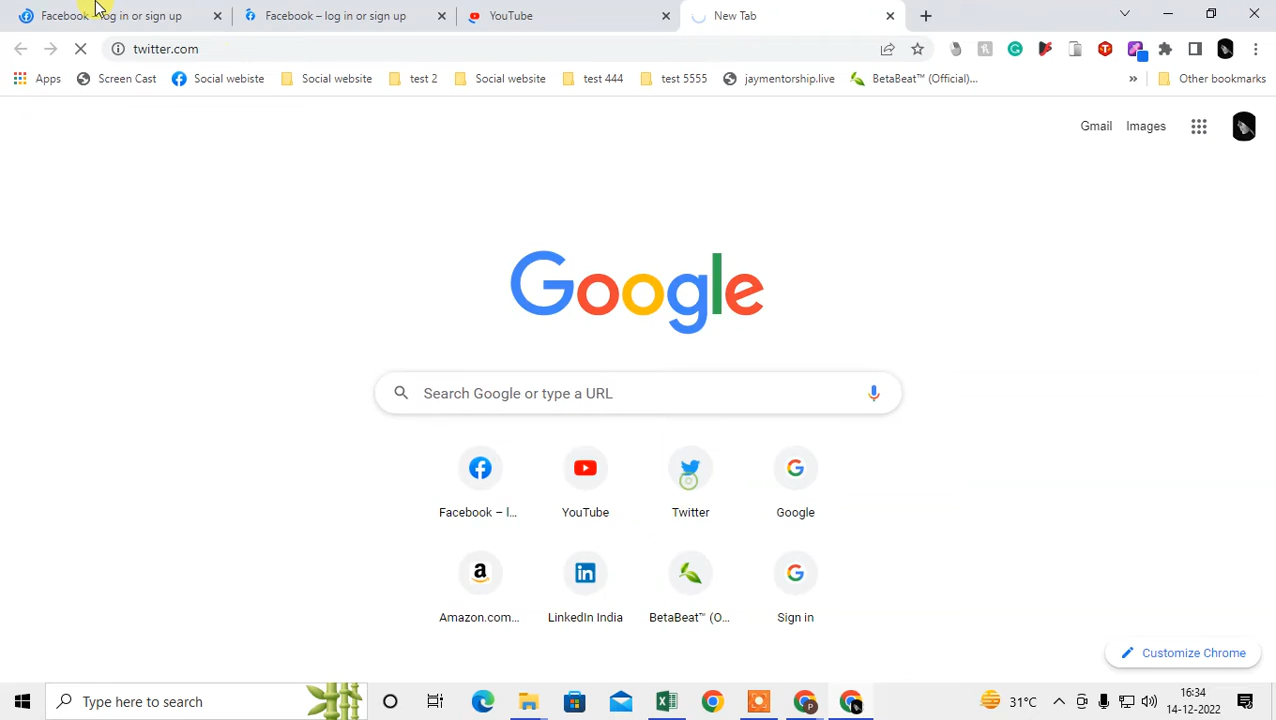 Facebook – log in or sign up
Facebook – log in or sign up
YouTube
New Tab
twitter.com
Apps
Screen Cast
Social webiste
Social website
test 2
Social website
test 444
test 5555
jaymentorship.live
BetaBeat™ (Official)...
»
Other bookmarks
Gmail
Images
Google
Search Google or type a URL
Facebook – l...
YouTube
Twitter
Google
Amazon.com...
LinkedIn India
BetaBeat™ (O...
Sign in
Customize Chrome
Type here to search
31°C
16:34
14-12-2022